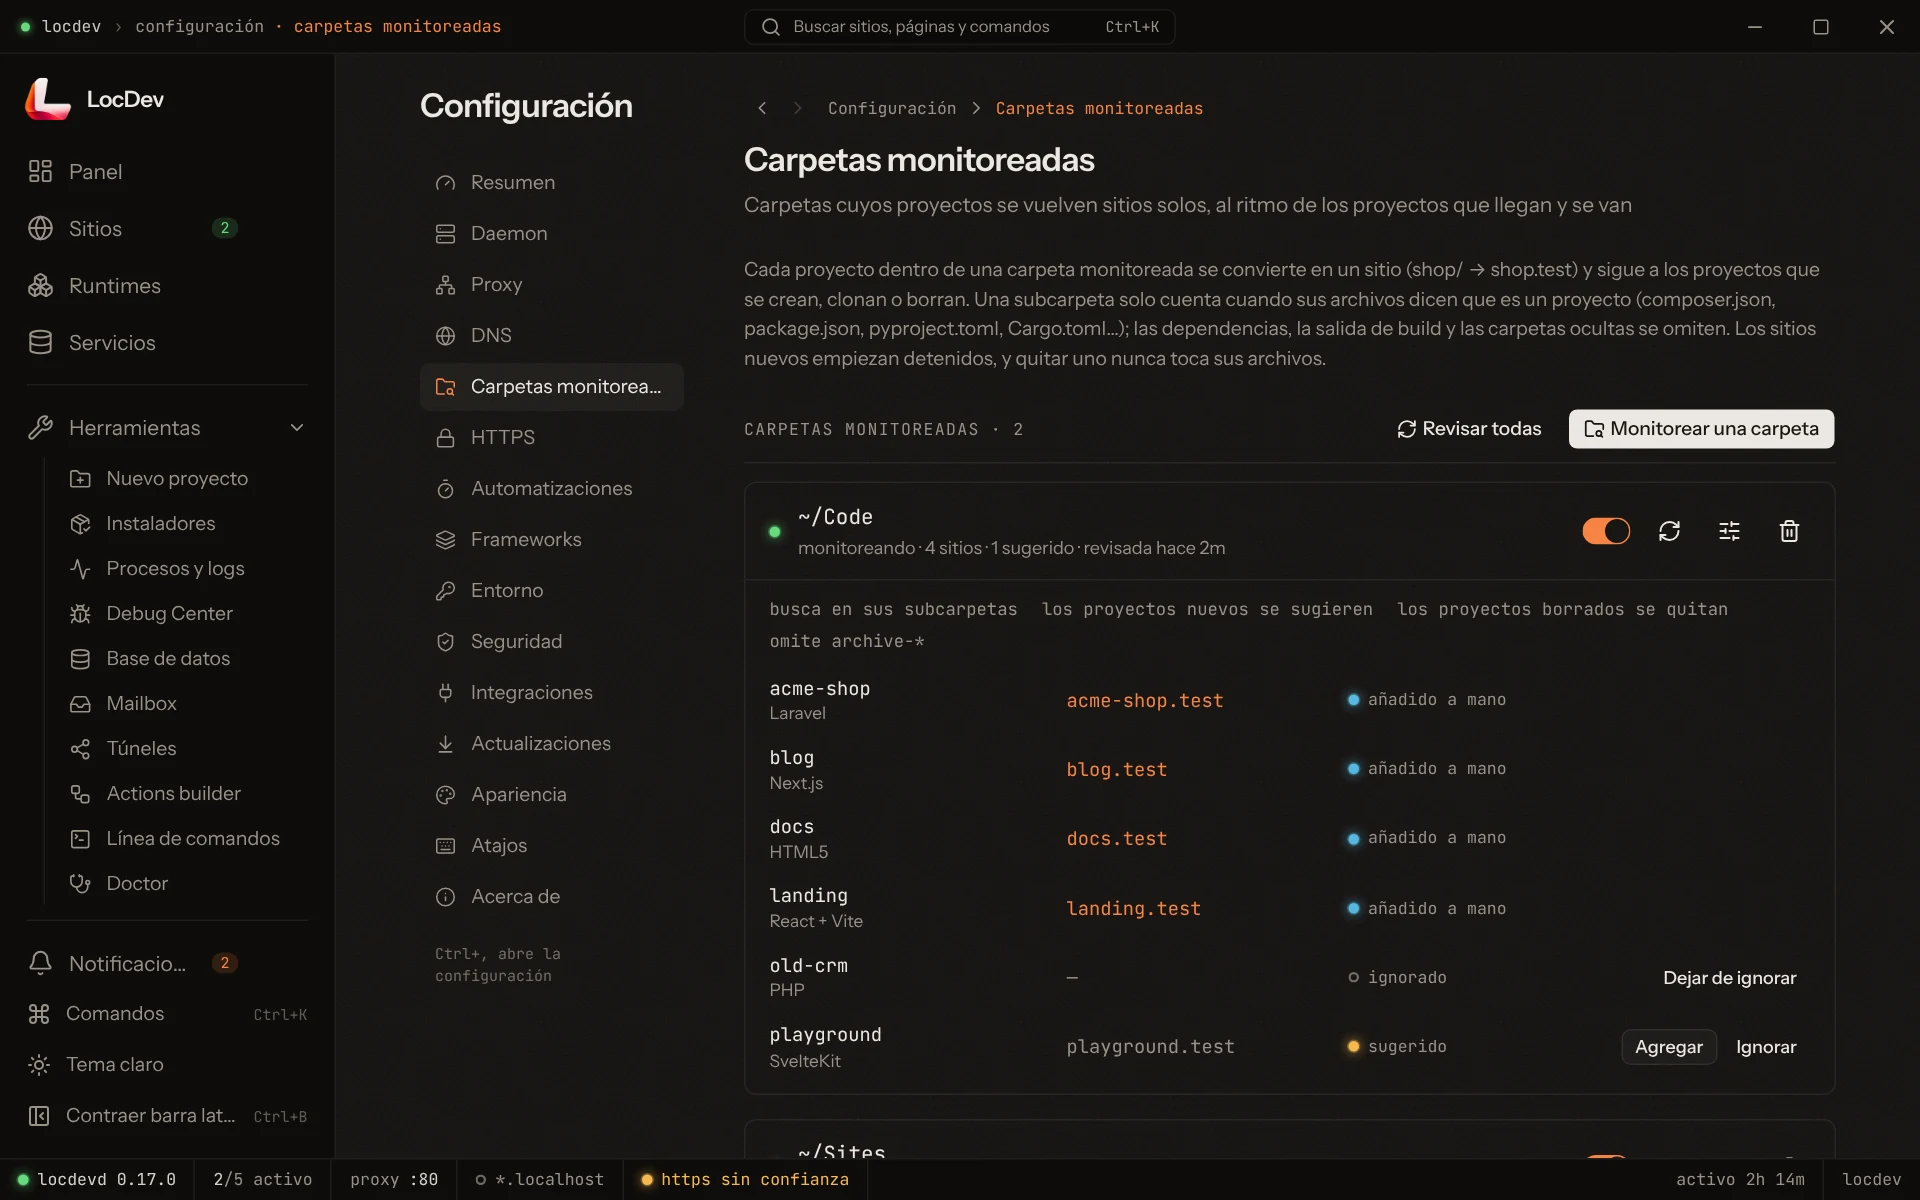 locdev › configuración · carpetas monitoreadas
Buscar sitios, páginas y comandos Ctrl+K
LocDev
Panel
Sitios 2
Runtimes
Servicios
Herramientas
Nuevo proyecto
Instaladores
Procesos y logs
Debug Center
Base de datos
Mailbox
Túneles
Actions builder
Línea de comandos
Doctor
Notificacio... 2
Comandos Ctrl+K
Tema claro
Contraer barra lat... Ctrl+B
Configuración
Resumen
Daemon
Proxy
DNS
Carpetas monitorea...
HTTPS
Automatizaciones
Frameworks
Entorno
Seguridad
Integraciones
Actualizaciones
Apariencia
Atajos
Acerca de
Ctrl+, abre la
configuración
Configuración > Carpetas monitoreadas
Carpetas monitoreadas
Carpetas cuyos proyectos se vuelven sitios solos, al ritmo de los proyectos que llegan y se van
Cada proyecto dentro de una carpeta monitoreada se convierte en un sitio (shop/ → shop.test) y sigue a los proyectos que
se crean, clonan o borran. Una subcarpeta solo cuenta cuando sus archivos dicen que es un proyecto (composer.json,
package.json, pyproject.toml, Cargo.toml...); las dependencias, la salida de build y las carpetas ocultas se omiten. Los sitios
nuevos empiezan detenidos, y quitar uno nunca toca sus archivos.
CARPETAS MONITOREADAS · 2
Revisar todas
Monitorear una carpeta
~/Code
monitoreando · 4 sitios · 1 sugerido · revisada hace 2m
busca en sus subcarpetas los proyectos nuevos se sugieren los proyectos borrados se quitan
omite archive-*
acme-shop
Laravel
acme-shop.test
añadido a mano
blog
Next.js
blog.test
añadido a mano
docs
HTML5
docs.test
añadido a mano
landing
React + Vite
landing.test
añadido a mano
old-crm
PHP
—
ignorado
Dejar de ignorar
playground
SvelteKit
playground.test
sugerido
Agregar
Ignorar
~/Sites
locdevd 0.17.0
2/5 activo
proxy :80
*.localhost
https sin confianza
activo 2h 14m
locdev